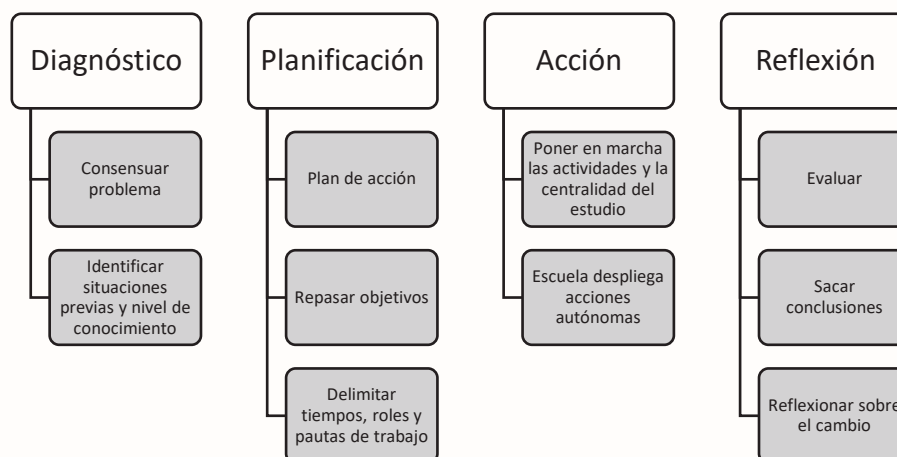 Diagnóstico
Consensuar
problema
Identificar
situaciones
previas y nivel de
conocimiento
Planificación
Plan de acción
Repasar objetivos
Delimitar
tiempos, roles y
pautas de trabajo
Acción
Poner en marcha
las actividades y la
centralidad del
estudio
Escuela despliega
acciones
autónomas
Reflexión
Evaluar
Sacar
conclusiones
Reflexionar sobre
el cambio